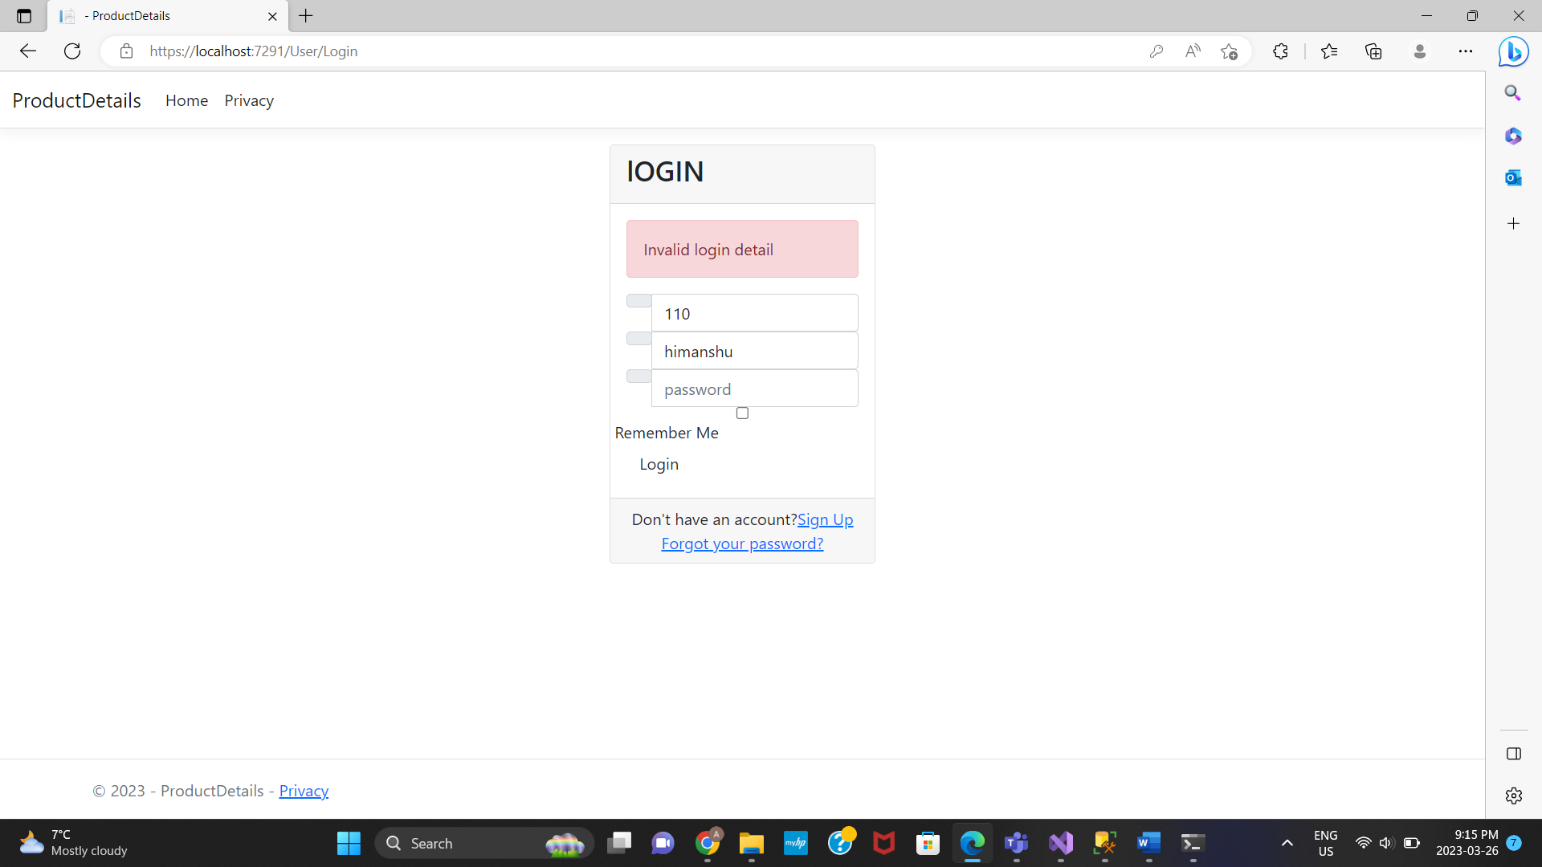 - ProductDetails
https://localhost:7291/User/Login
ProductDetails Home Privacy
lOGIN
Invalid login detail
110
himanshu
password
Remember Me
Login
Don't have an account?Sign Up
Forgot your password?
© 2023 - ProductDetails - Privacy
7°C
Mostly cloudy
Search
ENG
US
9:15 PM
2023-03-26
7